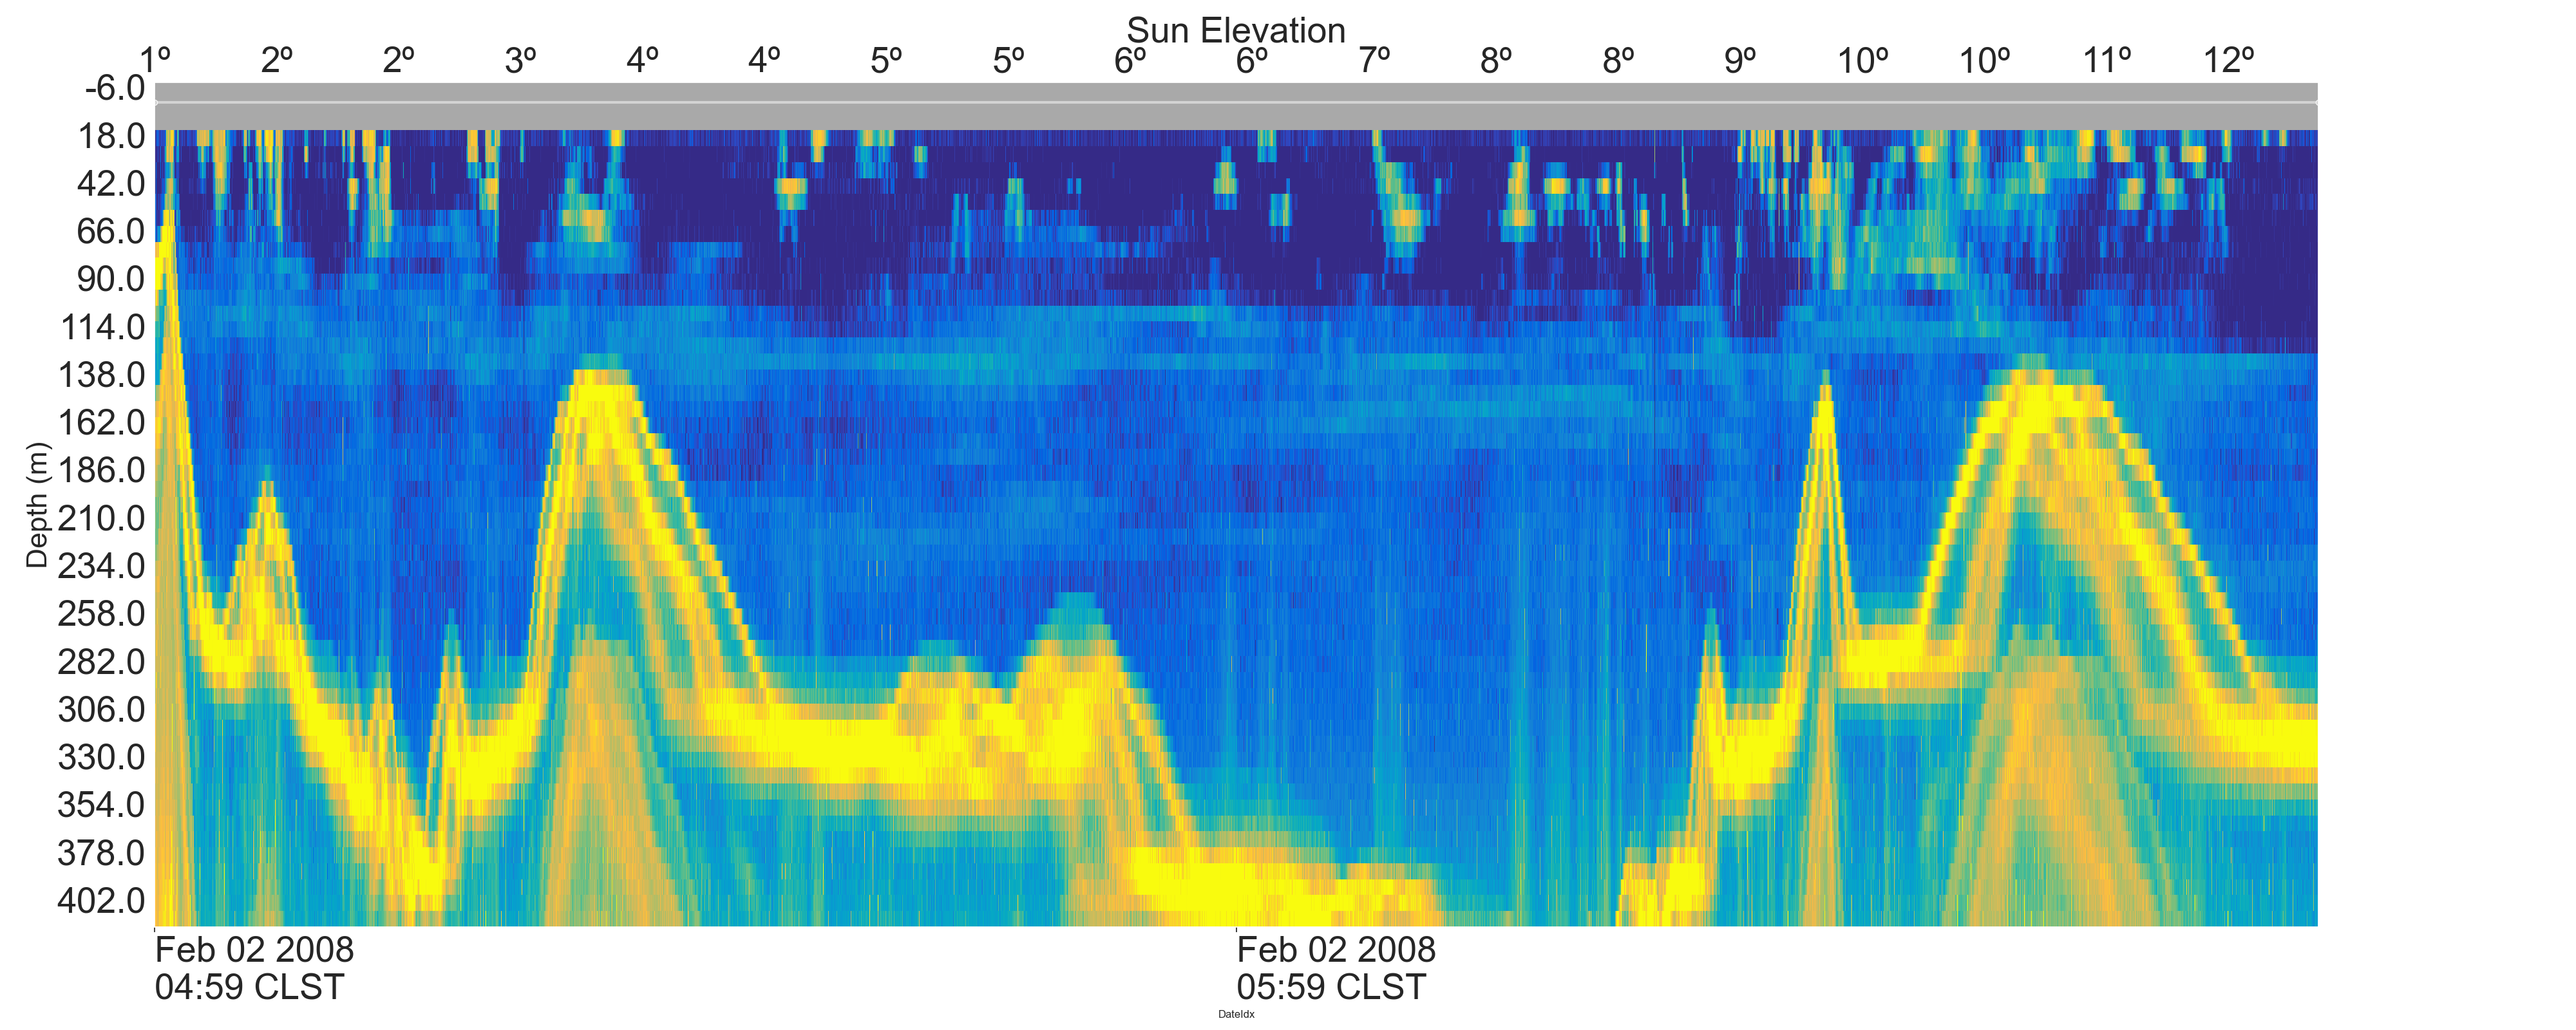 Sun Elevation
1º 2º 2º 3º 4º 4º 5º 5º 6º 6º 7º 8º 8º 9º 10º 10º 11º 12º
-6.0
18.0
42.0
66.0
90.0
114.0
138.0
162.0
186.0
210.0
234.0
258.0
282.0
306.0
330.0
354.0
378.0
402.0
Depth (m)
Feb 02 2008
04:59 CLST
Feb 02 2008
05:59 CLST
DateIdx